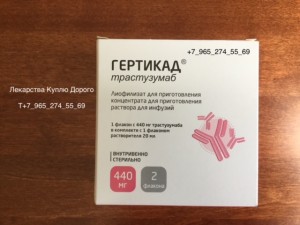 +7_965_274_55_69
Лекарства Куплю Дорого
Т+7_965_274_55_69
ГЕРТИКАД®
трастузумаб
Лиофилизат для приготовления
концентрата для приготовления
раствора для инфузий
1 флакон с 440 мг трастузумаба
в комплекте с 1 флаконом
растворителя 20 мл
ВНУТРИВЕННО
СТЕРИЛЬНО
440
МГ
2
флакона